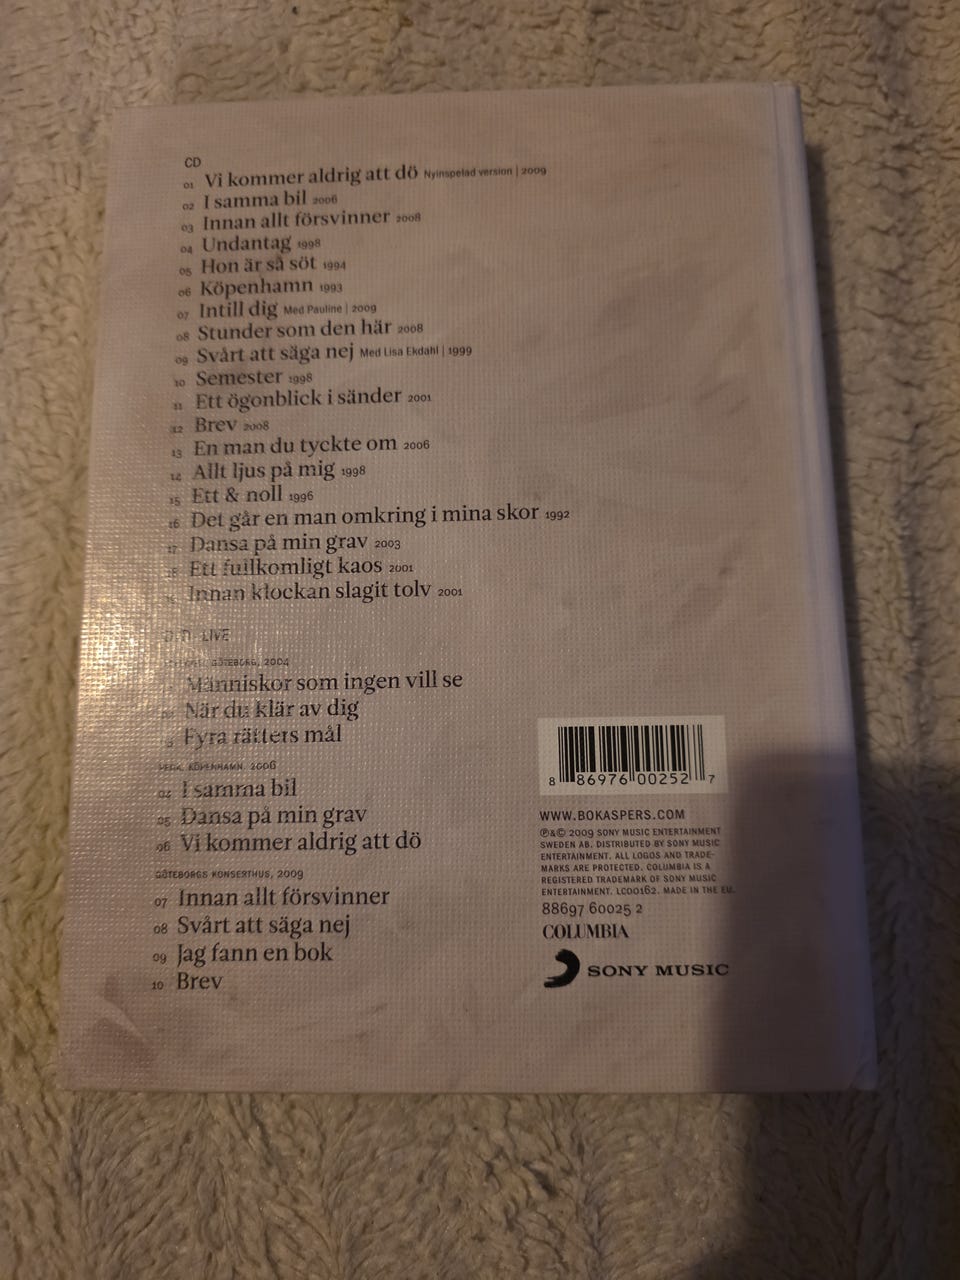 CD
01 Vi kommer aldrig att dö Nyinspelad version | 2009
02 I samma bil 2006
03 Innan allt försvinner 2008
04 Undantag 1998
05 Hon är så söt 1994
06 Köpenhamn 1993
07 Intill dig Med Pauline | 2009
08 Stunder som den här 2008
09 Svårt att säga nej Med Lisa Ekdahl | 1999
10 Semester 1998
11 Ett ögonblick i sänder 2001
12 Brev 2008
13 En man du tyckte om 2006
14 Allt ljus på mig 1998
15 Ett & noll 1996
16 Det går en man omkring i mina skor 1992
17 Dansa på min grav 2003
18 Ett fullkomligt kaos 2001
Innan klockan slagit tolv 2001
LIVE
GÖTEBORG, 2004
Människor som ingen vill se
När du klär av dig
Fyra rätters mål
VEGA, KÖPENHAMN, 2006
04 I samma bil
05 Dansa på min grav
06 Vi kommer aldrig att dö
GÖTEBORGS KONSERTHUS, 2009
07 Innan allt försvinner
08 Svårt att säga nej
09 Jag fann en bok
10 Brev
8 86976 00252 7
WWW.BOKASPERS.COM
℗&© 2009 SONY MUSIC ENTERTAINMENT
SWEDEN AB. DISTRIBUTED BY SONY MUSIC
ENTERTAINMENT. ALL LOGOS AND TRADE-
MARKS ARE PROTECTED. COLUMBIA IS A
REGISTERED TRADEMARK OF SONY MUSIC
ENTERTAINMENT. LC00162. MADE IN THE EU.
88697 60025 2
COLUMBIA
SONY MUSIC